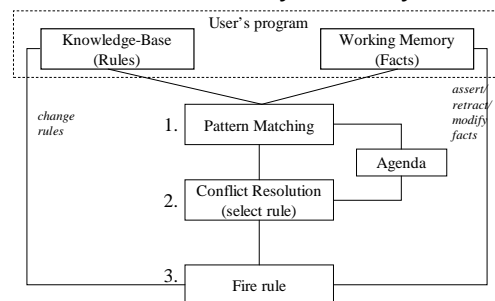 User's program
Knowledge-Base
(Rules)
Working Memory
(Facts)
change
rules
assert/
retract/
modify
facts
1.
Pattern Matching
Agenda
2.
Conflict Resolution
(select rule)
3.
Fire rule